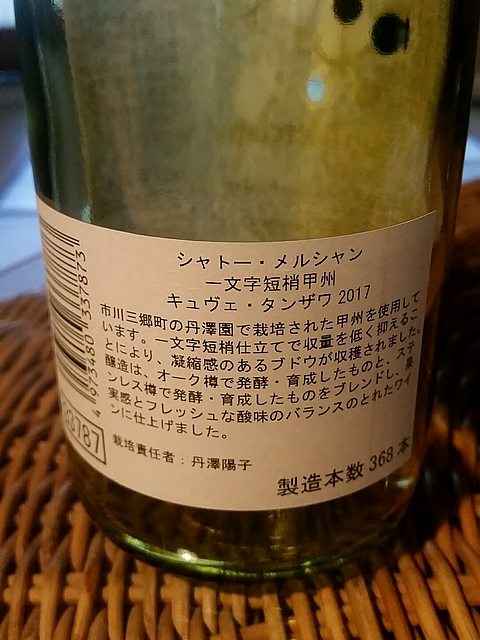 シャトー・メルシャン
一文字短梢甲州
キュヴェ・タンザワ 2017
市川三郷町の丹澤園で栽培された甲州を使用して
います。一文字短梢仕立てで収量を低く抑えるこ
とにより、凝縮感のあるブドウが収穫されました。
醸造は、オーク樽で発酵・育成したものと、ステ
ンレス樽で発酵・育成したものをブレンドし、果
実感とフレッシュな酸味のバランスのとれたワイ
ンに仕上げました。
栽培責任者：丹澤陽子
製造本数 368 本
4 973480 337873